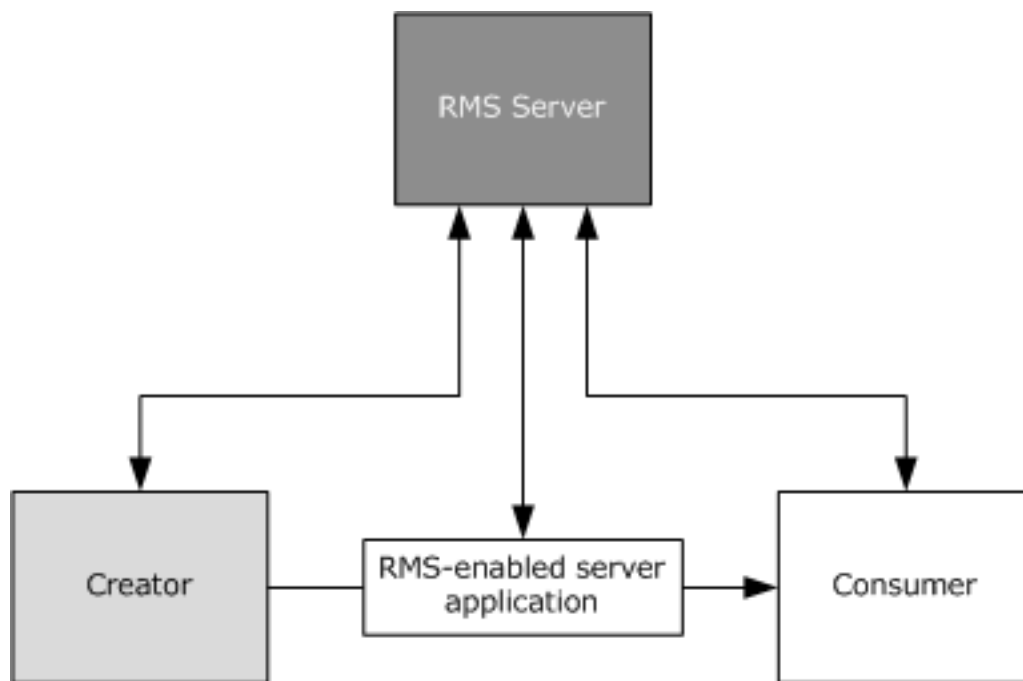 RMS Server
Creator
RMS-enabled server
application
Consumer